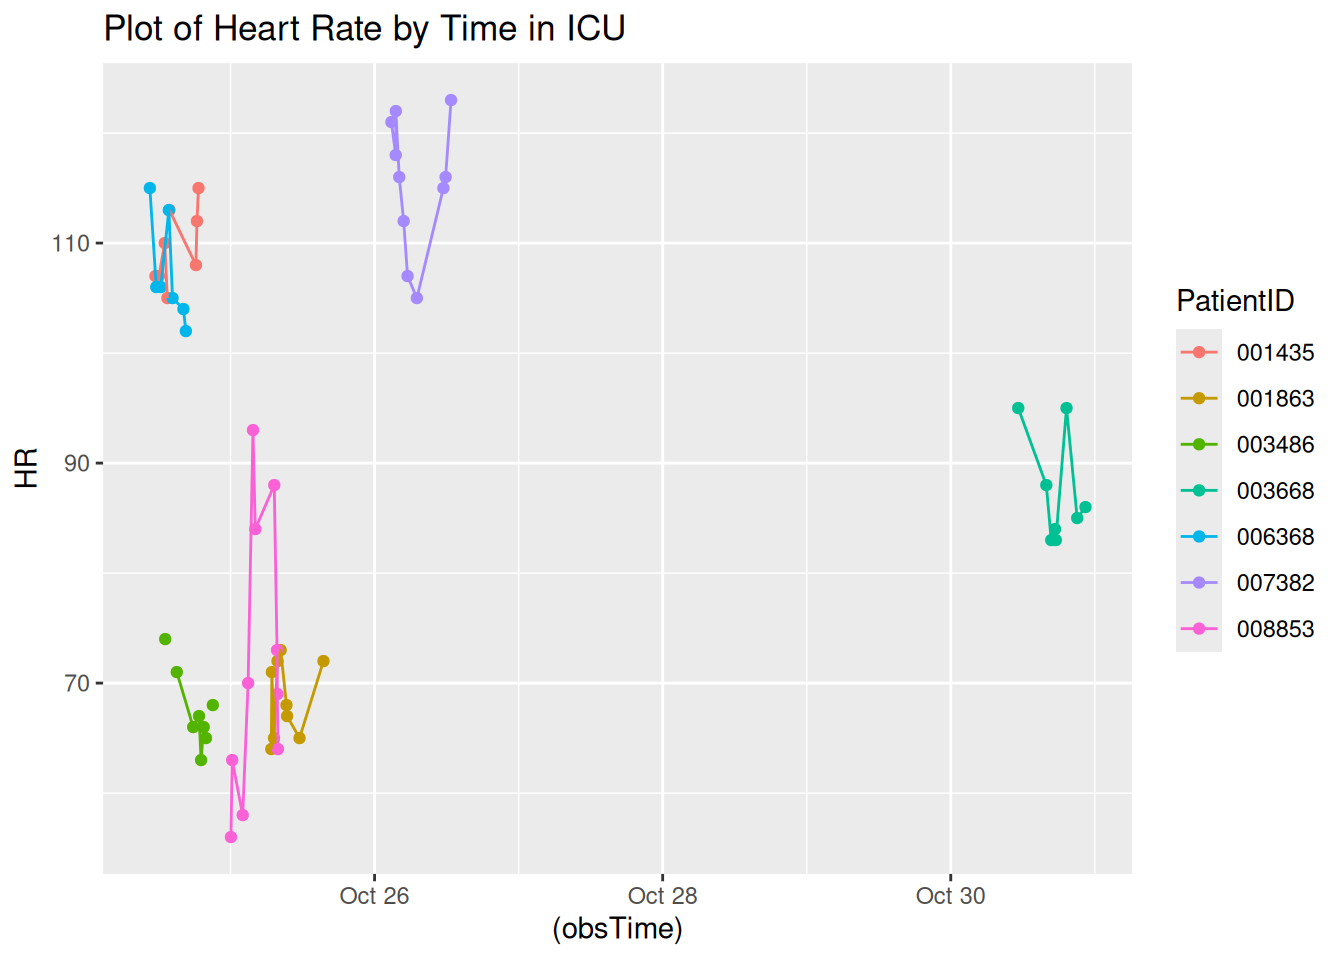 Plot of Heart Rate by Time in ICU
110
90
70
HR
Oct 26
Oct 28
Oct 30
(obsTime)
PatientID
001435
001863
003486
003668
006368
007382
008853